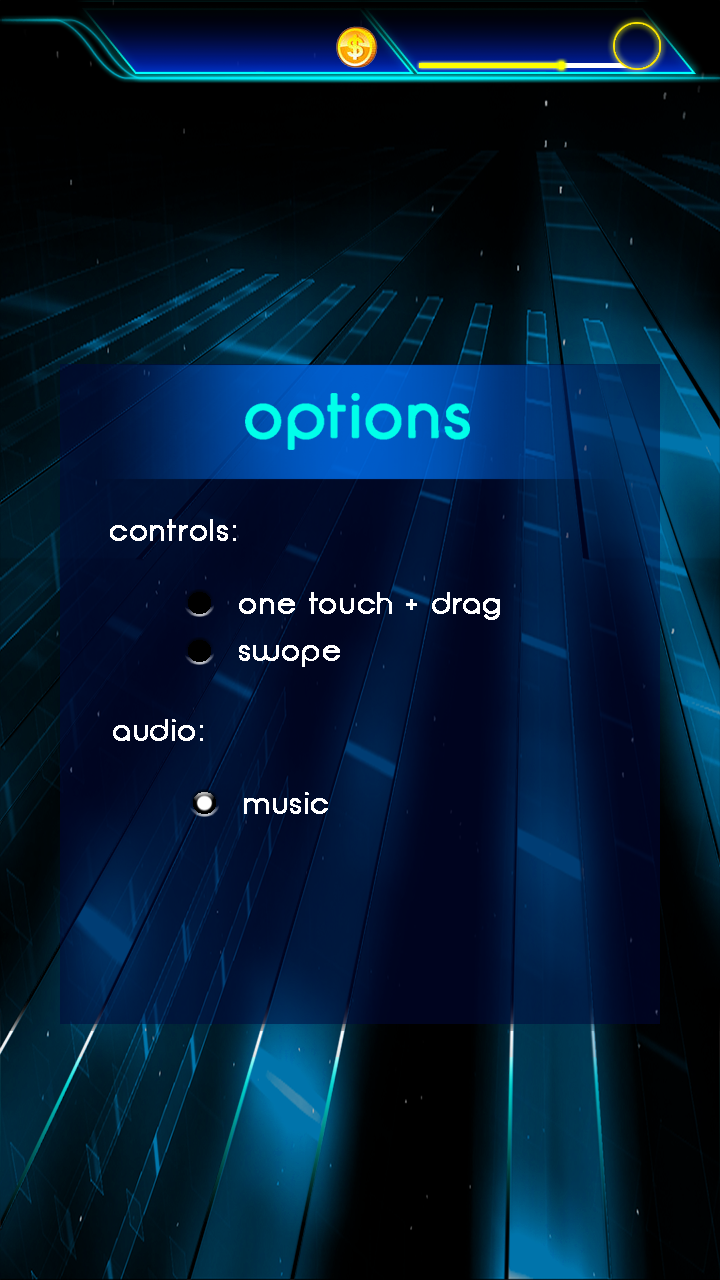 $
options
controls:
one touch + drag
swope
audio:
music